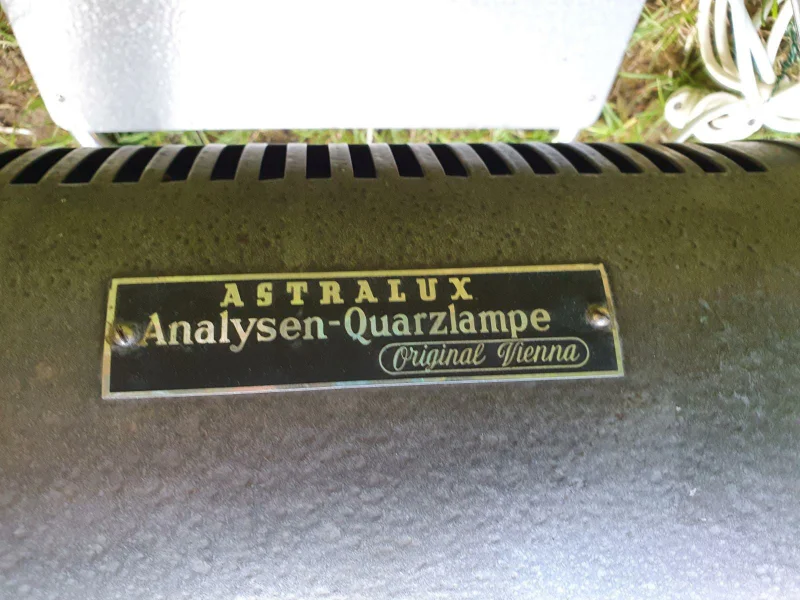 ASTRALUX
Analysen-Quarzlampe
Original Vienna